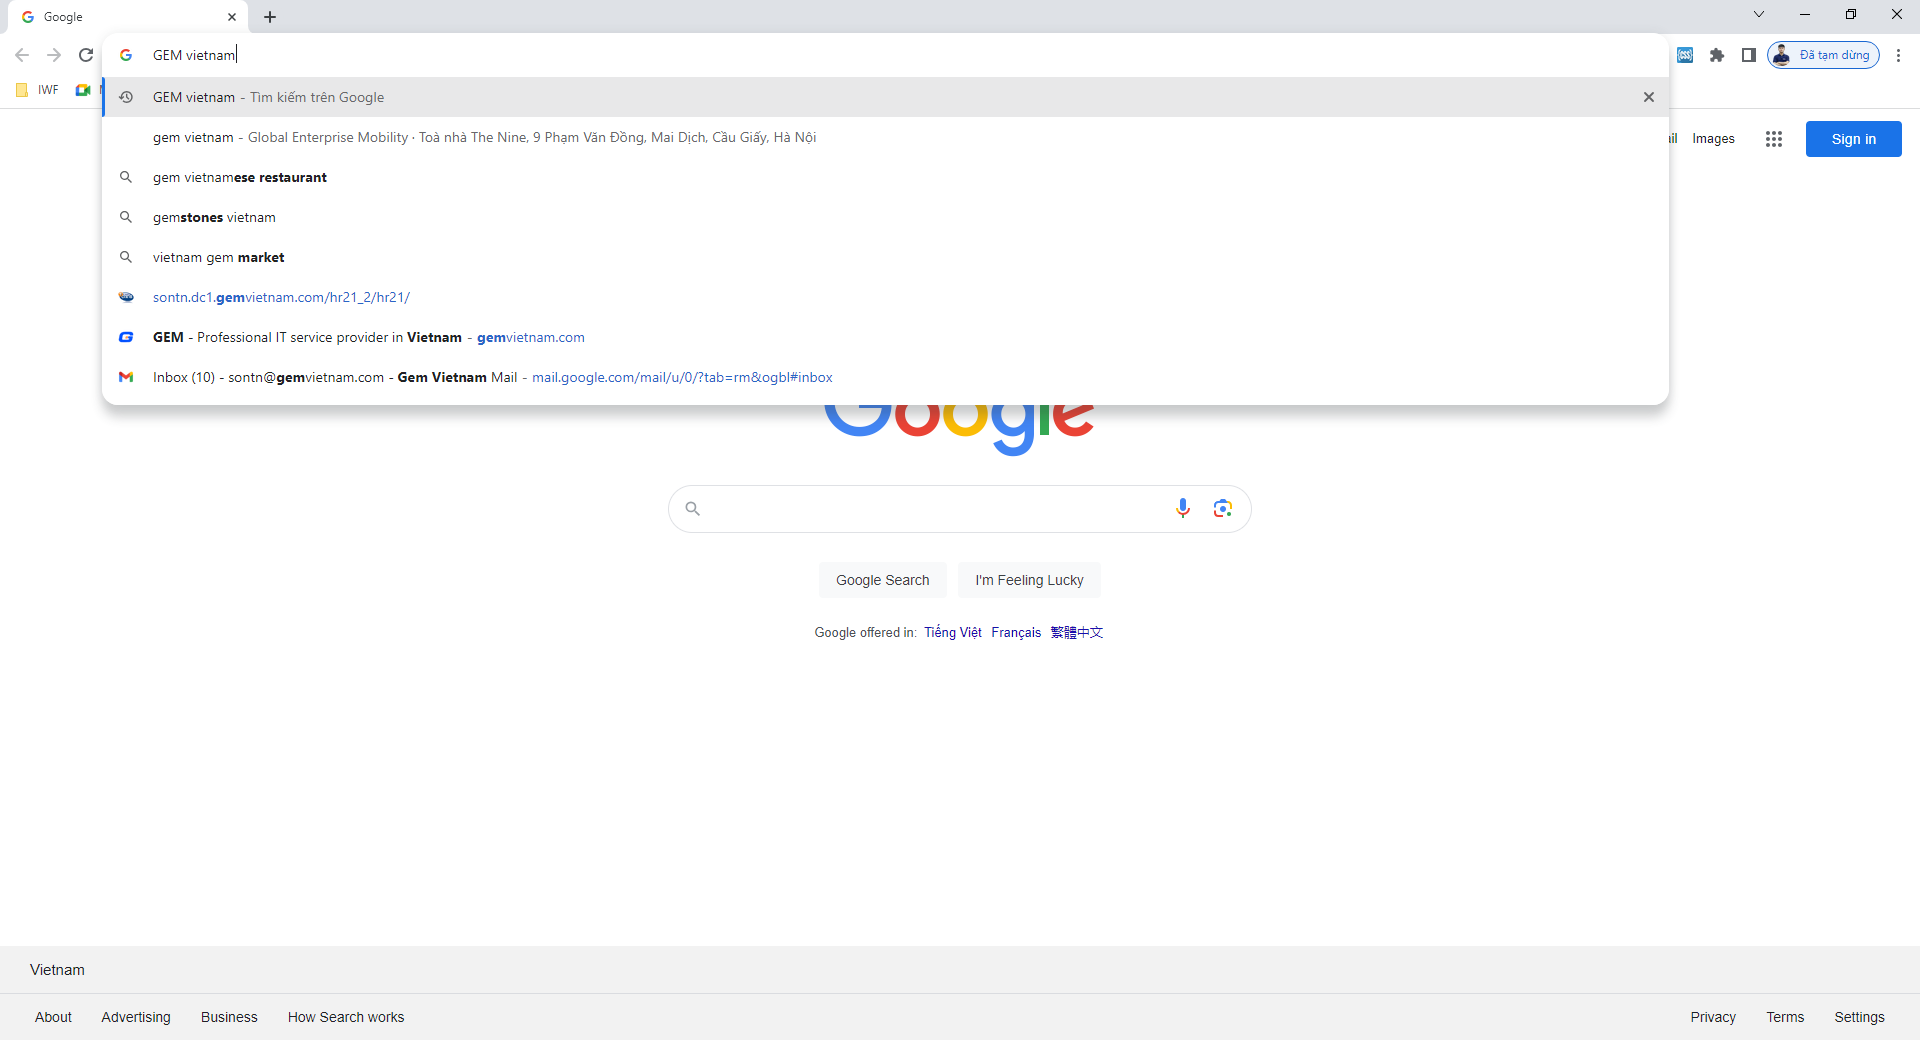 Google
GEM vietnam
Đã tạm dừng
IWF
GEM vietnam - Tìm kiếm trên Google
gem vietnam - Global Enterprise Mobility · Toà nhà The Nine, 9 Phạm Văn Đồng, Mai Dịch, Cầu Giấy, Hà Nội
Images
Sign in
gem vietnamese restaurant
gemstones vietnam
vietnam gem market
sontn.dc1.gemvietnam.com/hr21_2/hr21/
GEM - Professional IT service provider in Vietnam - gemvietnam.com
Inbox (10) - sontn@gemvietnam.com - Gem Vietnam Mail - mail.google.com/mail/u/0/?tab=rm&ogbl#inbox
Google
Google Search
I'm Feeling Lucky
Google offered in: Tiếng Việt Français 繁體中文
Vietnam
About Advertising Business How Search works
Privacy Terms Settings